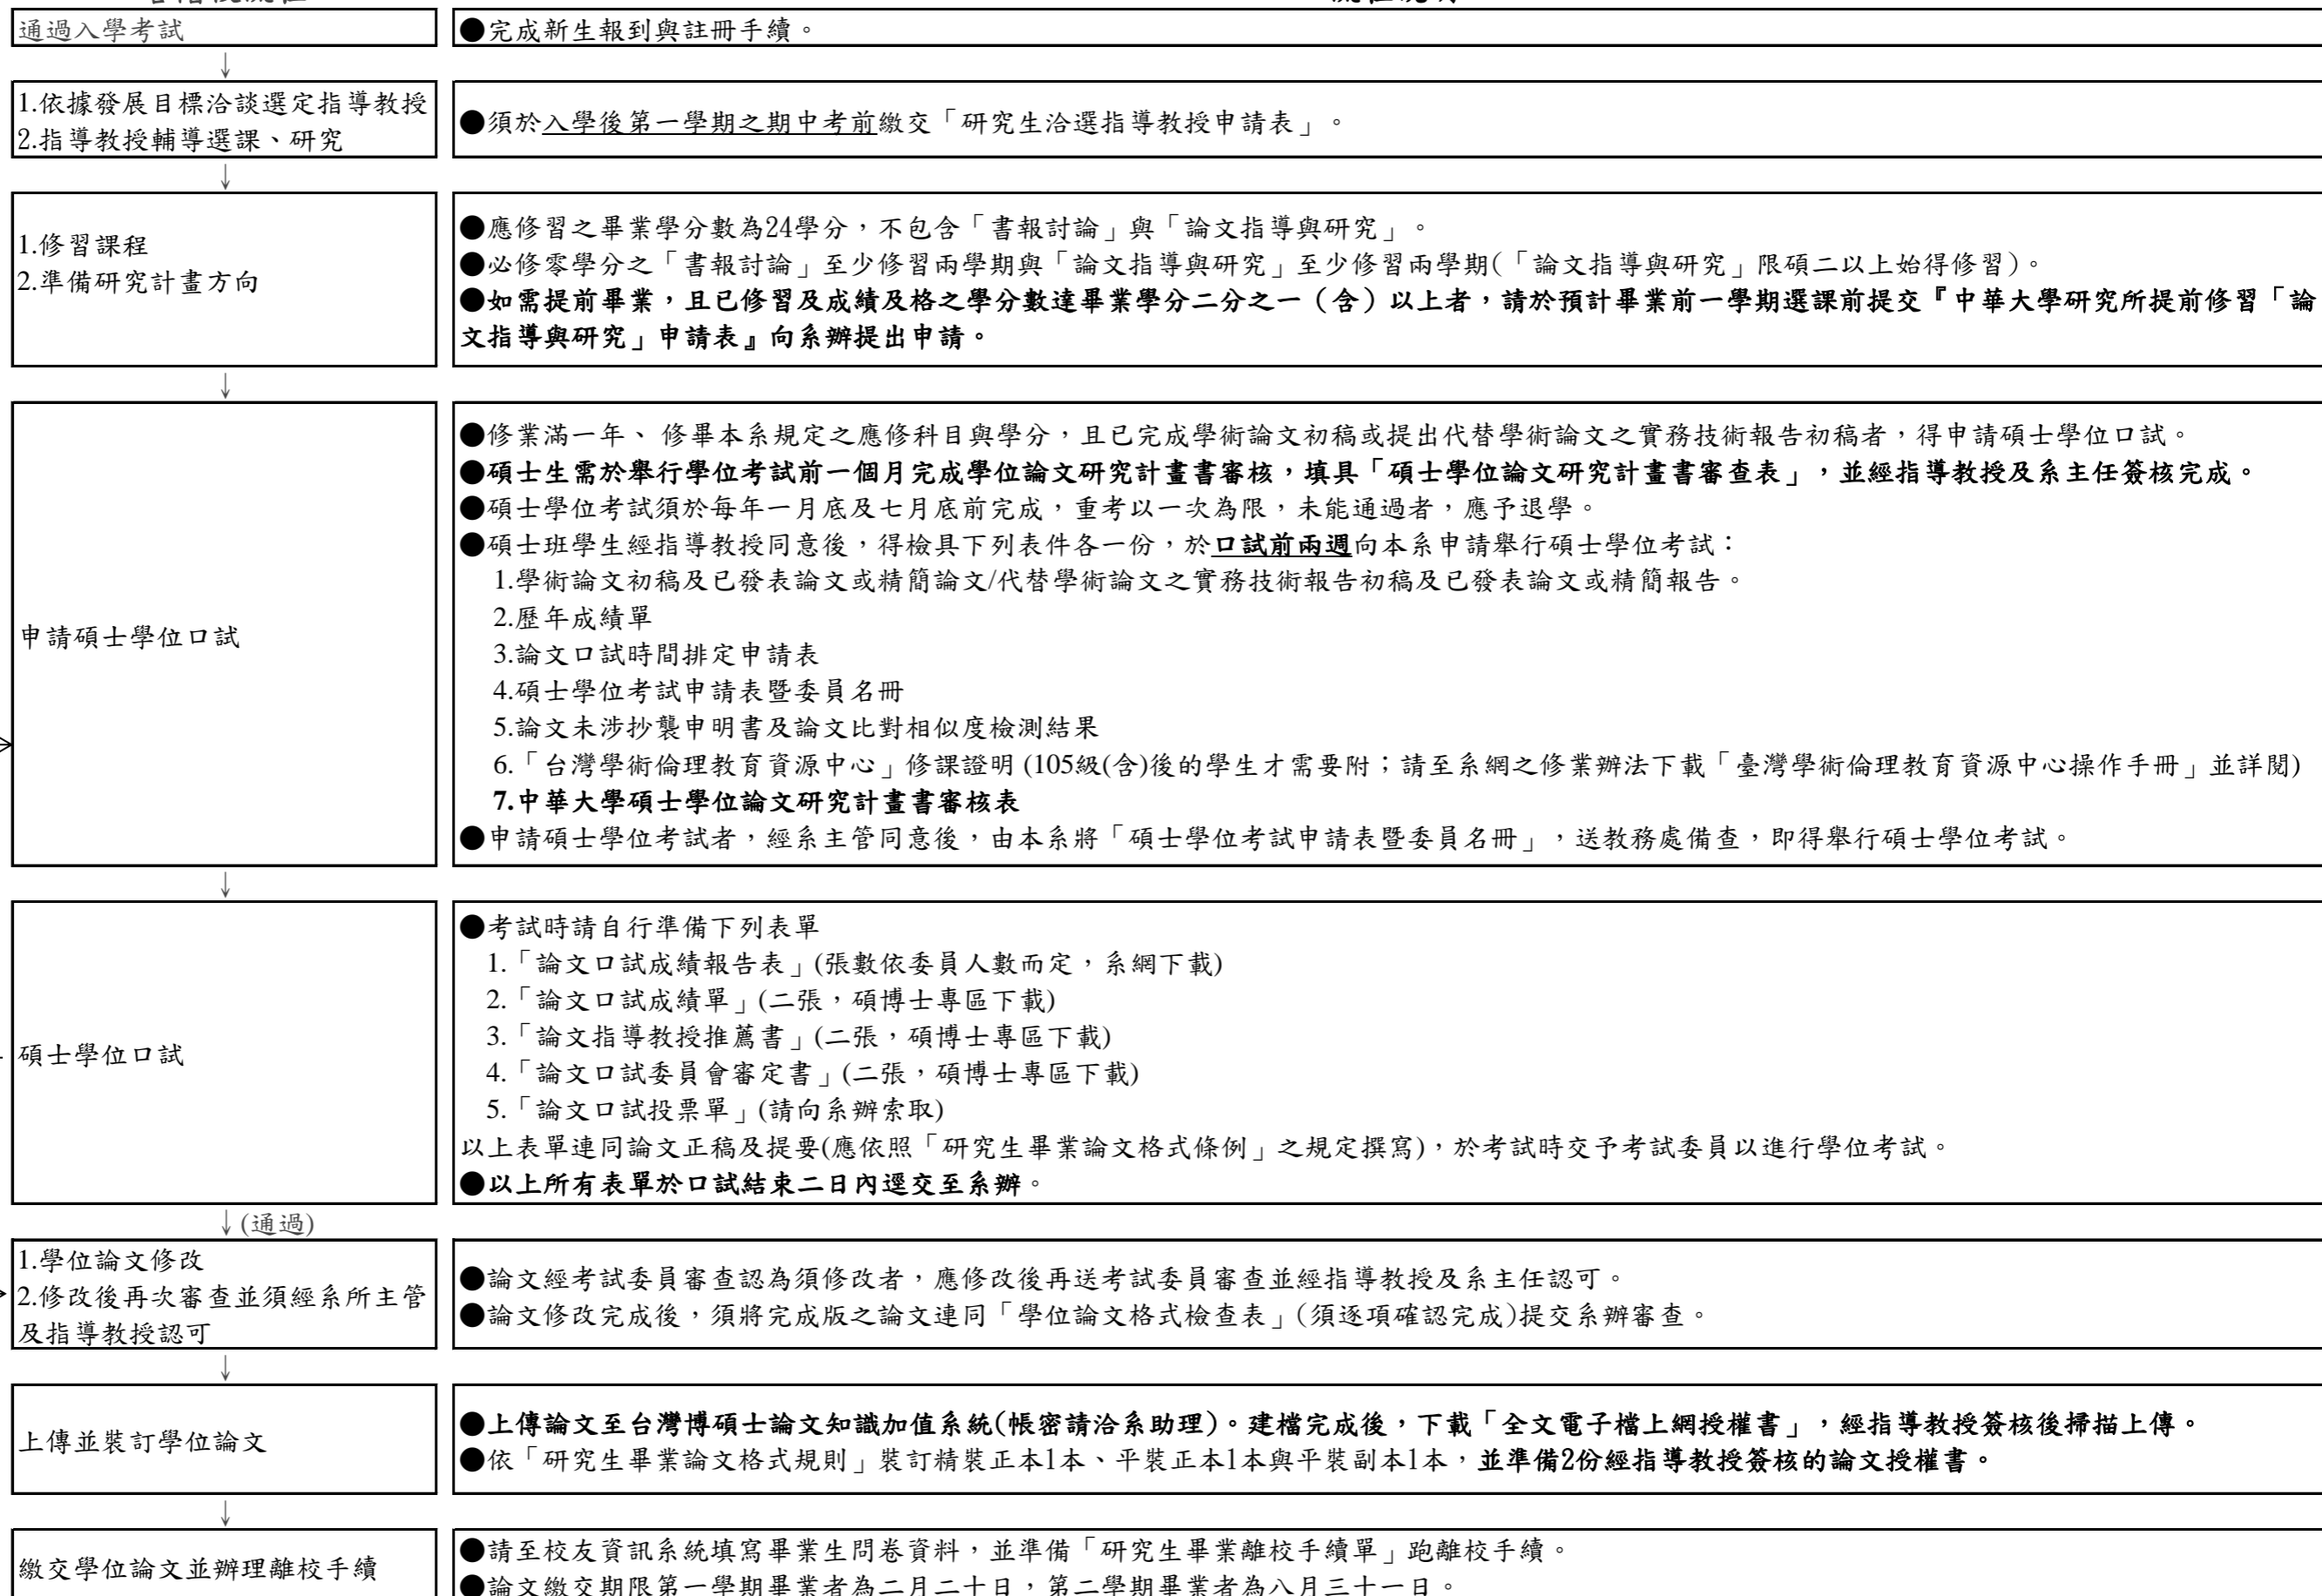 通過入學考試
●完成新生報到與註冊手續。
↓
1.依據發展目標洽談選定指導教授
2.指導教授輔導選課、研究
●須於入學後第一學期之期中考前繳交「研究生洽選指導教授申請表」。
↓
1.修習課程
2.準備研究計畫方向
●應修習之畢業學分數為24學分，不包含「書報討論」與「論文指導與研究」。
●必修零學分之「書報討論」至少修習兩學期與「論文指導與研究」至少修習兩學期(「論文指導與研究」限碩二以上始得修習)。
●如需提前畢業，且已修習及成績及格之學分數達畢業學分二分之一（含）以上者，請於預計畢業前一學期選課前提交『中華大學研究所提前修習「論
文指導與研究」申請表』向系辦提出申請。
↓
申請碩士學位口試
●修業滿一年、 修畢本系規定之應修科目與學分，且已完成學術論文初稿或提出代替學術論文之實務技術報告初稿者，得申請碩士學位口試。
●碩士生需於舉行學位考試前一個月完成學位論文研究計畫書審核，填具「碩士學位論文研究計畫書審查表」，並經指導教授及系主任簽核完成。
●碩士學位考試須於每年一月底及七月底前完成，重考以一次為限，未能通過者，應予退學。
●碩士班學生經指導教授同意後，得檢具下列表件各一份，於口試前兩週向本系申請舉行碩士學位考試：
1.學術論文初稿及已發表論文或精簡論文/代替學術論文之實務技術報告初稿及已發表論文或精簡報告。
2.歷年成績單
3.論文口試時間排定申請表
4.碩士學位考試申請表暨委員名冊
5.論文未涉抄襲申明書及論文比對相似度檢測結果
6.「台灣學術倫理教育資源中心」修課證明 (105級(含)後的學生才需要附；請至系網之修業辦法下載「臺灣學術倫理教育資源中心操作手冊」並詳閱)
7.中華大學碩士學位論文研究計畫書審核表
●申請碩士學位考試者，經系主管同意後，由本系將「碩士學位考試申請表暨委員名冊」，送教務處備查，即得舉行碩士學位考試。
↓
碩士學位口試
●考試時請自行準備下列表單
1.「論文口試成績報告表」(張數依委員人數而定，系網下載)
2.「論文口試成績單」(二張，碩博士專區下載)
3.「論文指導教授推薦書」(二張，碩博士專區下載)
4.「論文口試委員會審定書」(二張，碩博士專區下載)
5.「論文口試投票單」(請向系辦索取)
以上表單連同論文正稿及提要(應依照「研究生畢業論文格式條例」之規定撰寫)，於考試時交予考試委員以進行學位考試。
●以上所有表單於口試結束二日內逕交至系辦。
↓(通過)
1.學位論文修改
2.修改後再次審查並須經系所主管
及指導教授認可
●論文經考試委員審查認為須修改者，應修改後再送考試委員審查並經指導教授及系主任認可。
●論文修改完成後，須將完成版之論文連同「學位論文格式檢查表」(須逐項確認完成)提交系辦審查。
↓
上傳並裝訂學位論文
●上傳論文至台灣博碩士論文知識加值系統(帳密請洽系助理)。建檔完成後，下載「全文電子檔上網授權書」，經指導教授簽核後掃描上傳。
●依「研究生畢業論文格式規則」裝訂精裝正本1本、平裝正本1本與平裝副本1本，並準備2份經指導教授簽核的論文授權書。
↓
繳交學位論文並辦理離校手續
●請至校友資訊系統填寫畢業生問卷資料，並準備「研究生畢業離校手續單」跑離校手續。
●論文繳交期限第一學期畢業者為二月二十日，第二學期畢業者為八月三十一日。